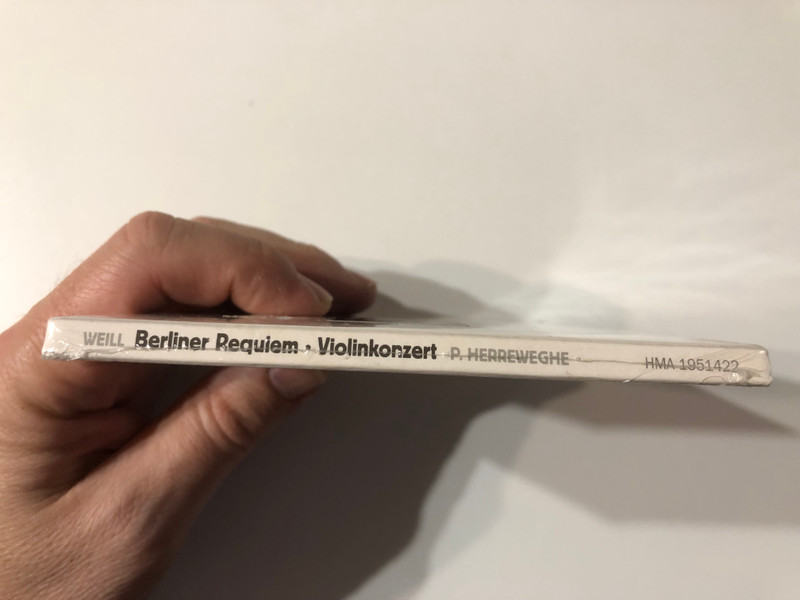 WEILL Berliner Requiem · Violinkonzert P. HERREWEGHE HMA 1951422